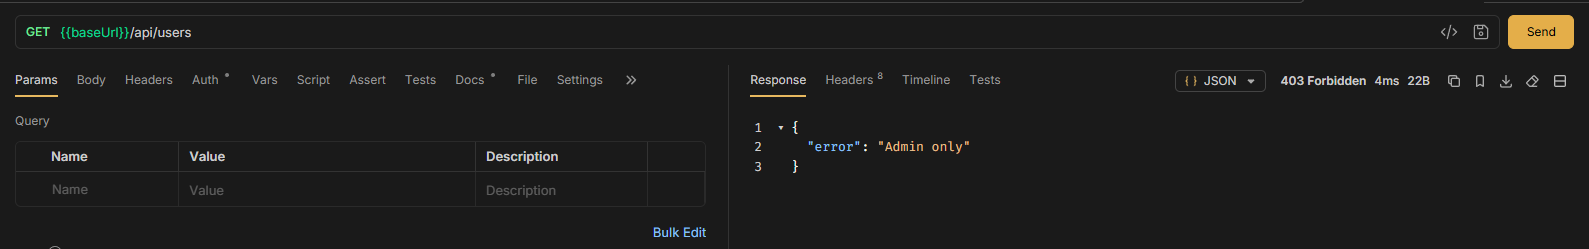 GET {{baseUrl}}/api/users
Send
Params Body Headers Auth Vars Script Assert Tests Docs File Settings
Query
Name Value Description
Name Value Description
Bulk Edit
Response Headers 8 Timeline Tests { } JSON 403 Forbidden 4ms 22B
1 {
2 "error": "Admin only"
3 }